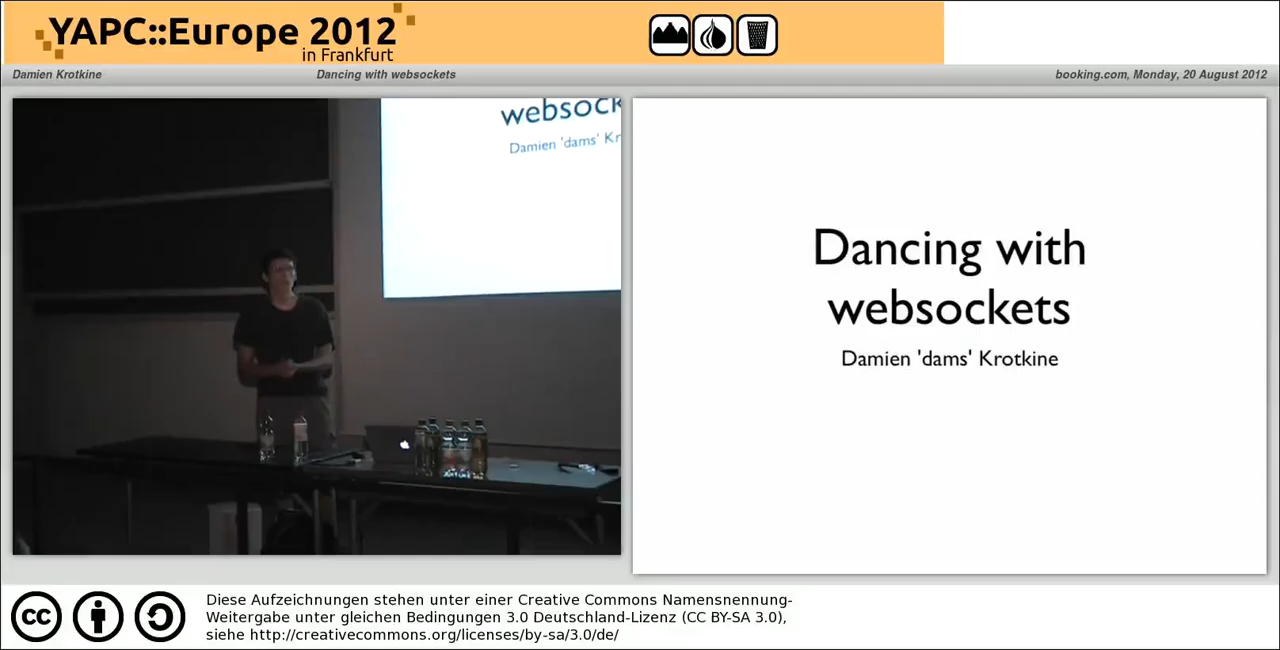 YAPC::Europe 2012
in Frankfurt
Damien Krotkine
Dancing with websockets
booking.com, Monday, 20 August 2012
websock
Damien 'dams' Kr
Dancing with
websockets
Damien 'dams' Krotkine
cc
Diese Aufzeichnungen stehen unter einer Creative Commons Namensnennung-
Weitergabe unter gleichen Bedingungen 3.0 Deutschland-Lizenz (CC BY-SA 3.0),
siehe http://creativecommons.org/licenses/by-sa/3.0/de/